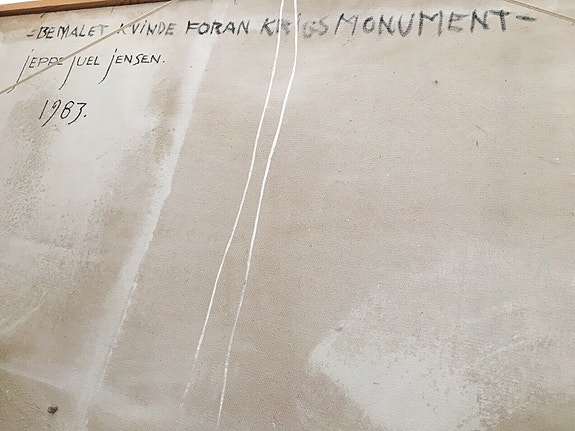 -BEMALET KVINDE FORAN KRIGSMONUMENT-
jEPPE jUEL jENSEN.
1983.